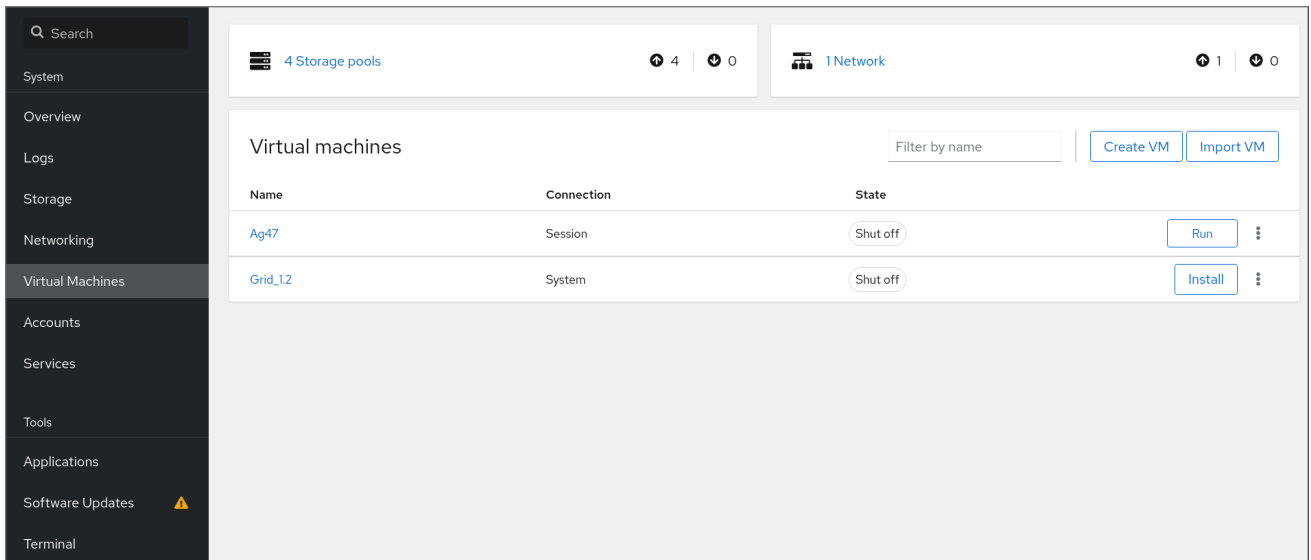 Search
System
Overview
Logs
Storage
Networking
Virtual Machines
Accounts
Services
Tools
Applications
Software Updates
Terminal
4 Storage pools 4 0
1 Network 1 0
Virtual machines Filter by name Create VM Import VM
Name Connection State
Ag47 Session Shut off Run
Grid_1.2 System Shut off Install